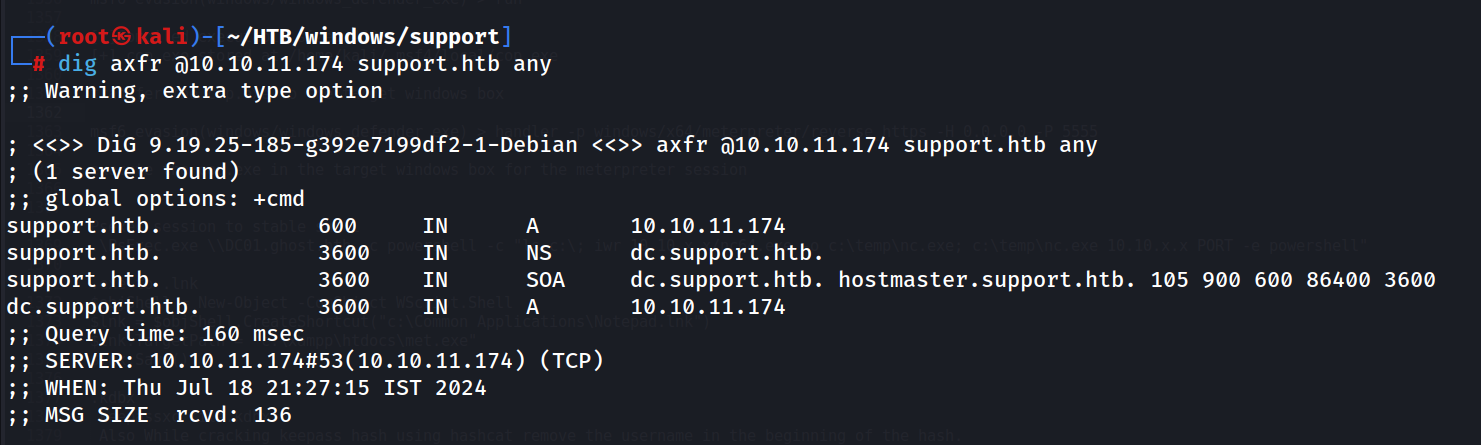 ┌──(root㉿kali)-[~/HTB/windows/support]
└─# dig axfr @10.10.11.174 support.htb any
;; Warning, extra type option

; <<>> DiG 9.19.25-185-g392e7199df2-1-Debian <<>> axfr @10.10.11.174 support.htb any
; (1 server found)
;; global options: +cmd
support.htb. 600 IN A 10.10.11.174
support.htb. 3600 IN NS dc.support.htb.
support.htb. 3600 IN SOA dc.support.htb. hostmaster.support.htb. 105 900 600 86400 3600
dc.support.htb. 3600 IN A 10.10.11.174
;; Query time: 160 msec
;; SERVER: 10.10.11.174#53(10.10.11.174) (TCP)
;; WHEN: Thu Jul 18 21:27:15 IST 2024
;; MSG SIZE rcvd: 136